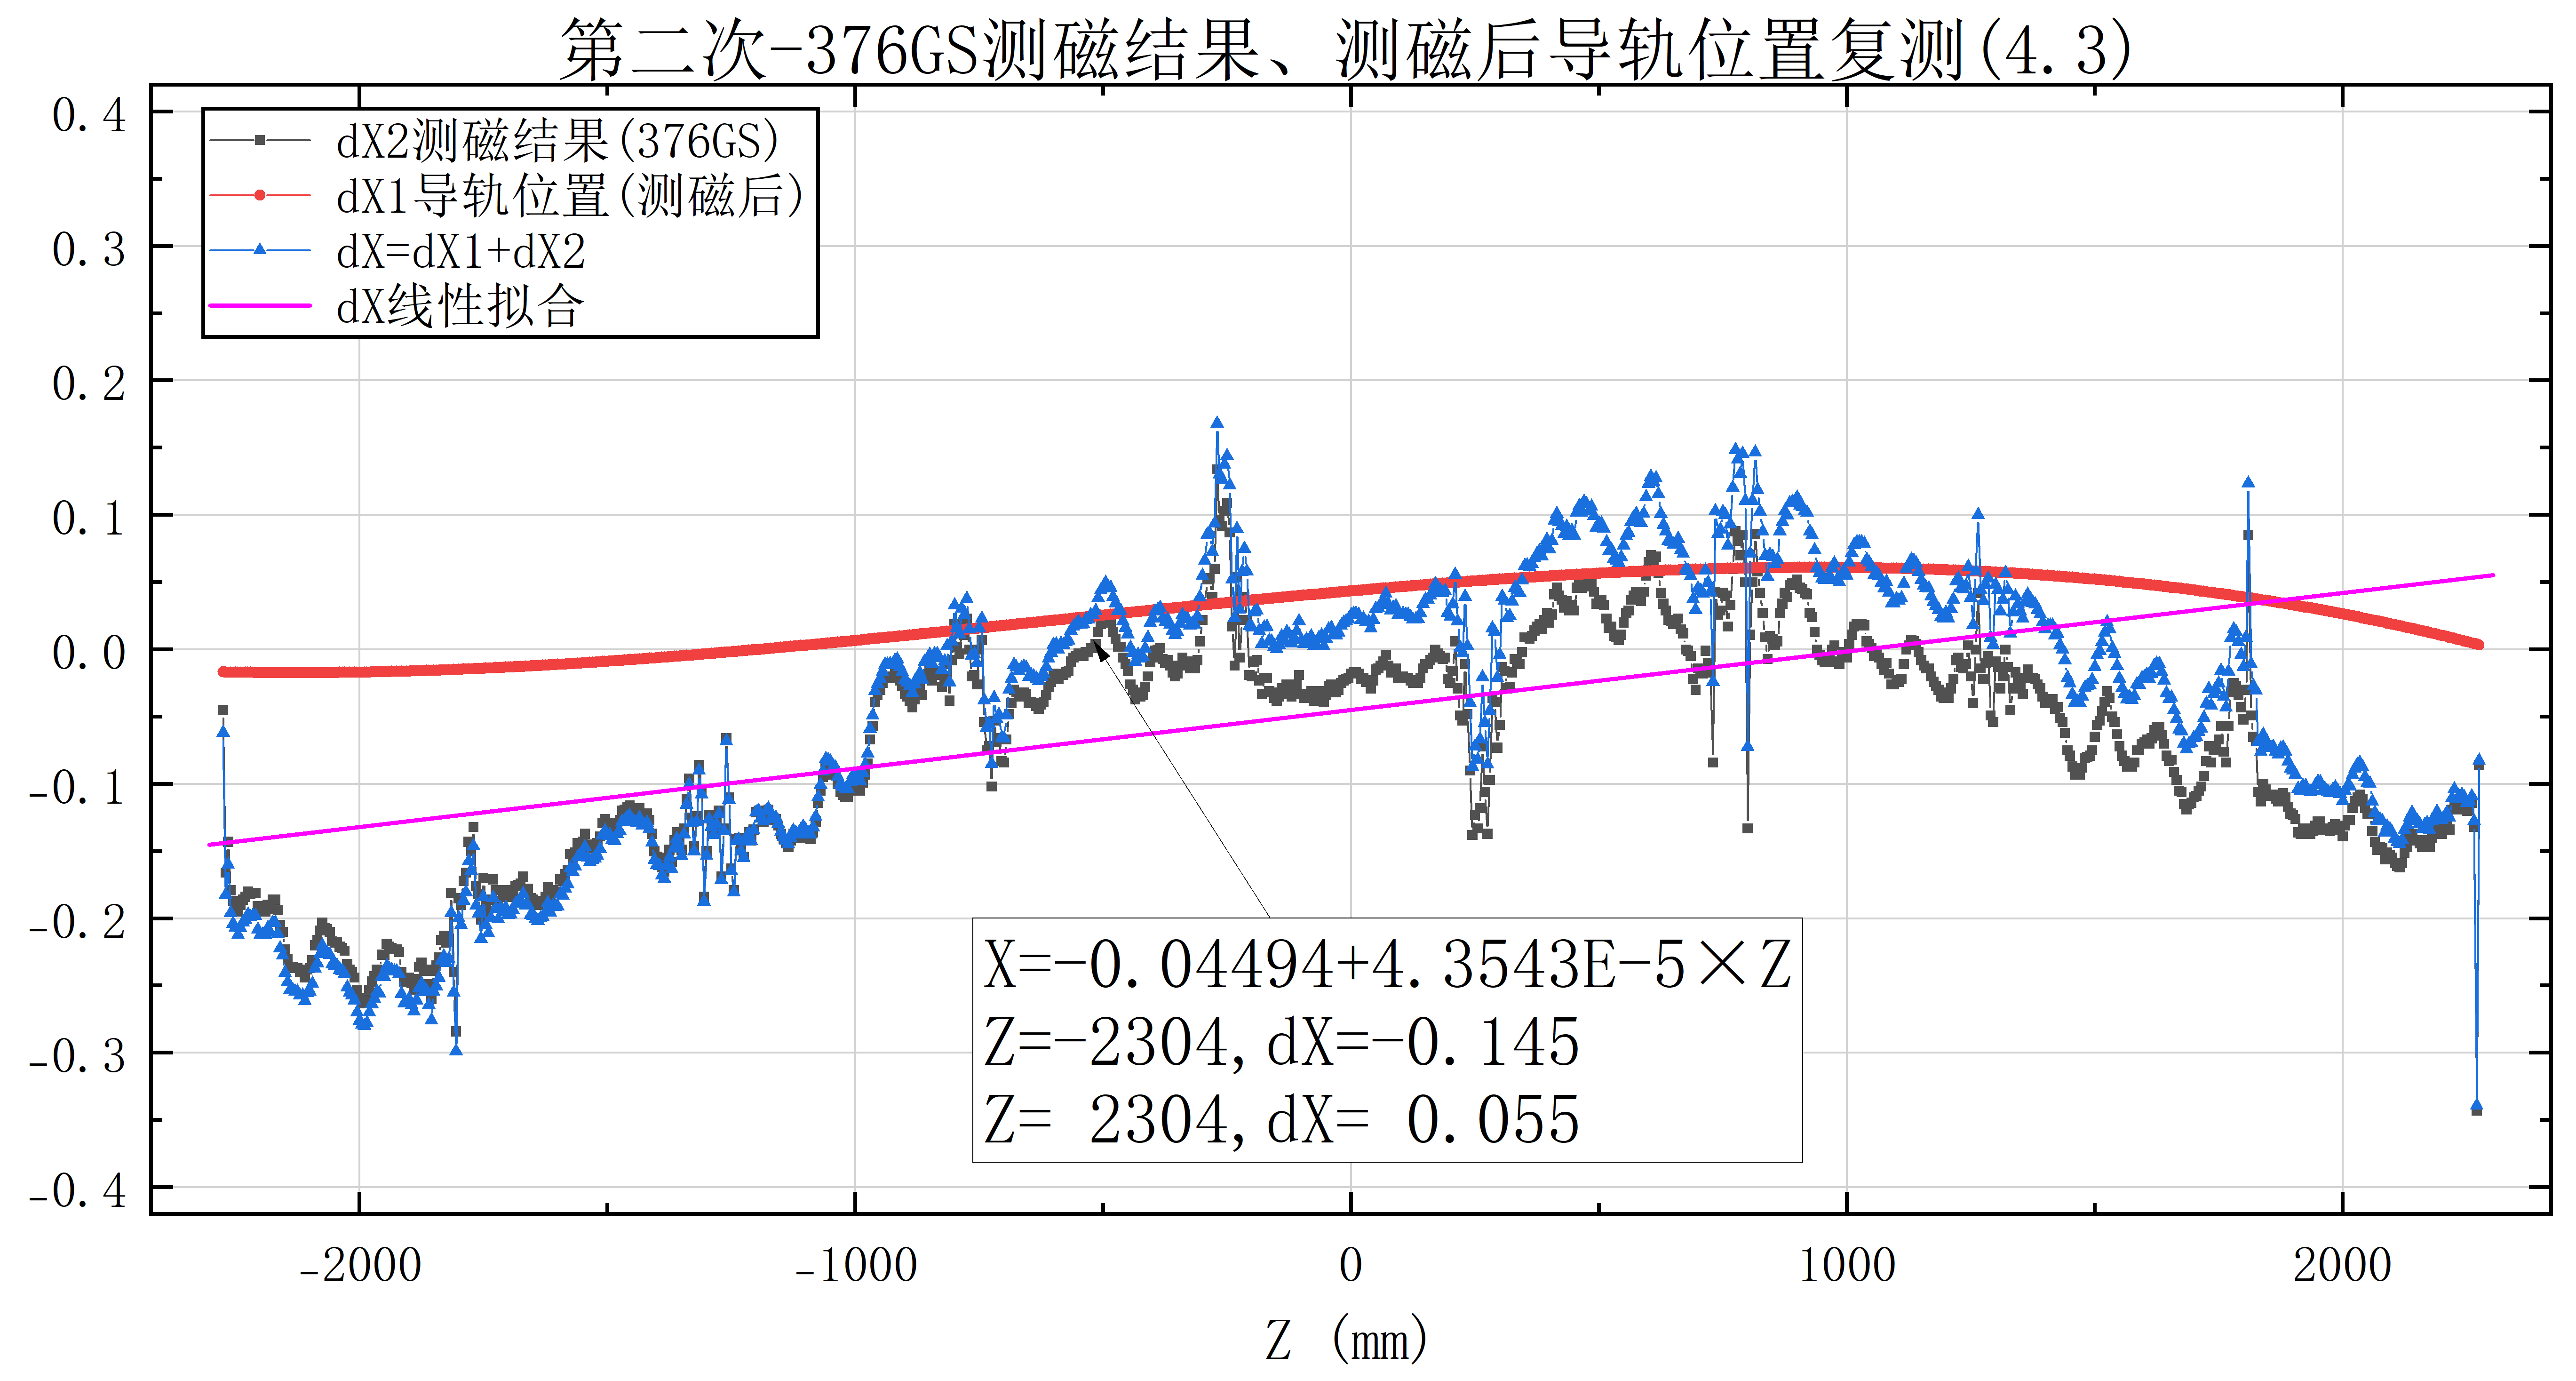 第二次-376GS测磁结果、测磁后导轨位置复测(4.3)
0.4
0.3
0.2
0.1
0.0
-0.1
-0.2
-0.3
-0.4
dX2测磁结果(376GS)
dX1导轨位置(测磁后)
dX=dX1+dX2
dX线性拟合
X=-0.04494+4.3543E-5×Z
Z=-2304,dX=-0.145
Z= 2304,dX= 0.055
-2000 -1000 0 1000 2000
Z (mm)